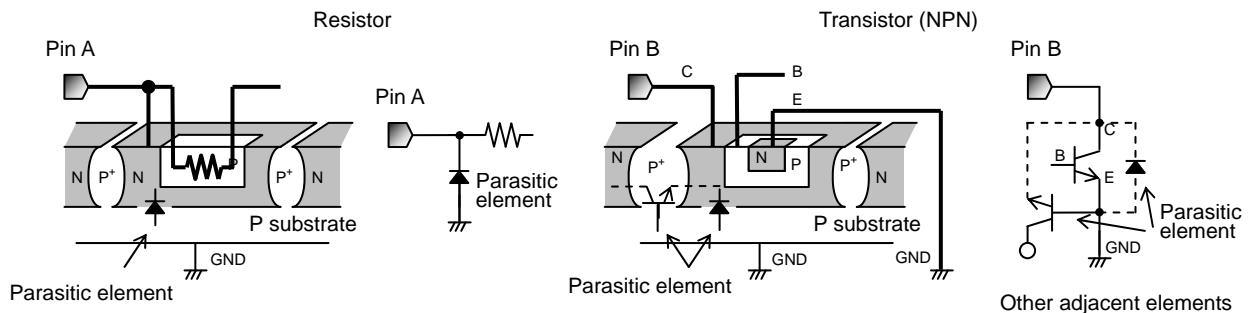 Resistor
Transistor (NPN)
Pin A
Pin B
Pin B
C
B
E
Pin A
C
B
E
N
P+
N
P
P+
N
N
P+
N
P
P+
N
Parasitic
element
P substrate
P substrate
GND
GND
GND
GND
Parasitic
element
Parasitic element
Parasitic element
Other adjacent elements